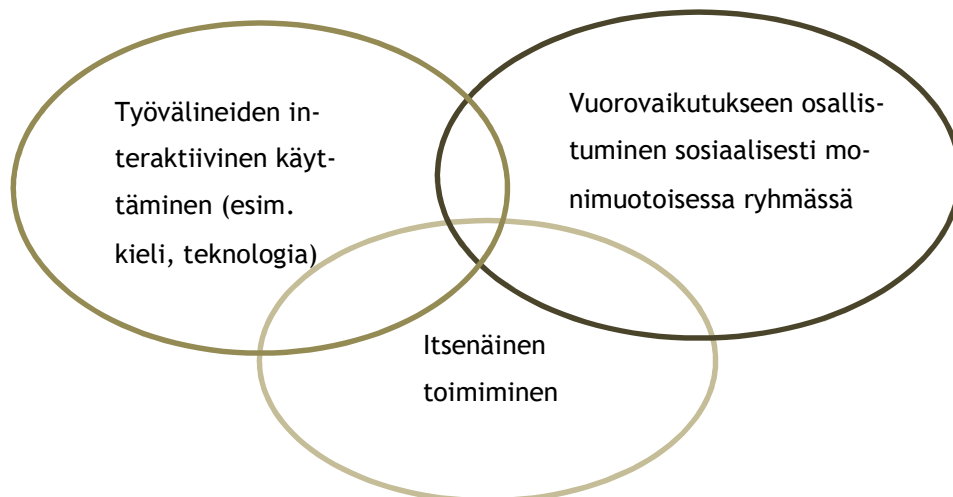 Työvälineiden in-
teraktiivinen käyt-
täminen (esim.
kieli, teknologia)
Vuorovaikutukseen osallis-
tuminen sosiaalisesti mo-
nimuotoisessa ryhmässä
Itsenäinen
toimiminen